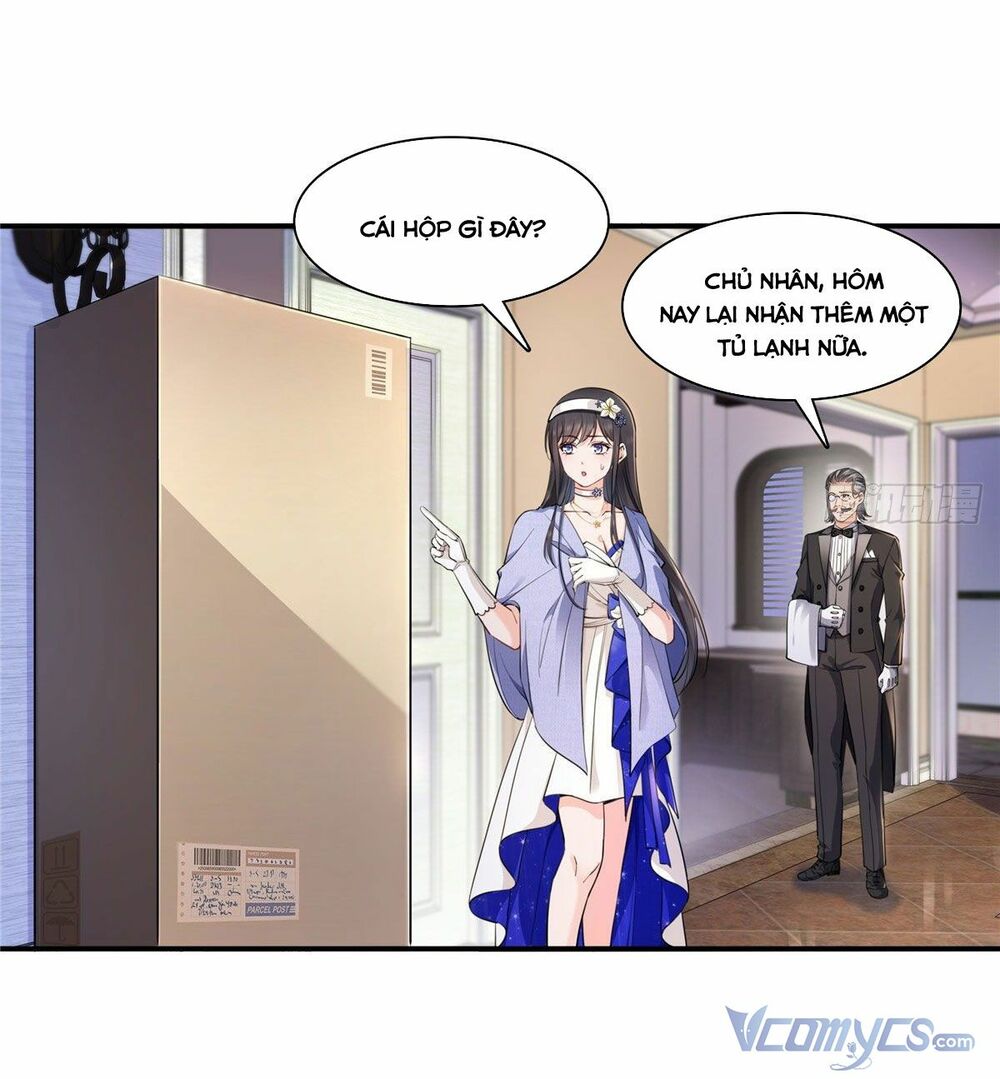 CÁI HỘP GÌ ĐÂY?
CHỦ NHÂN, HÔM
NAY LẠI NHẬN THÊM MỘT
TỦ LẠNH NỮA.
PARCEL POST
Vcomycs.com